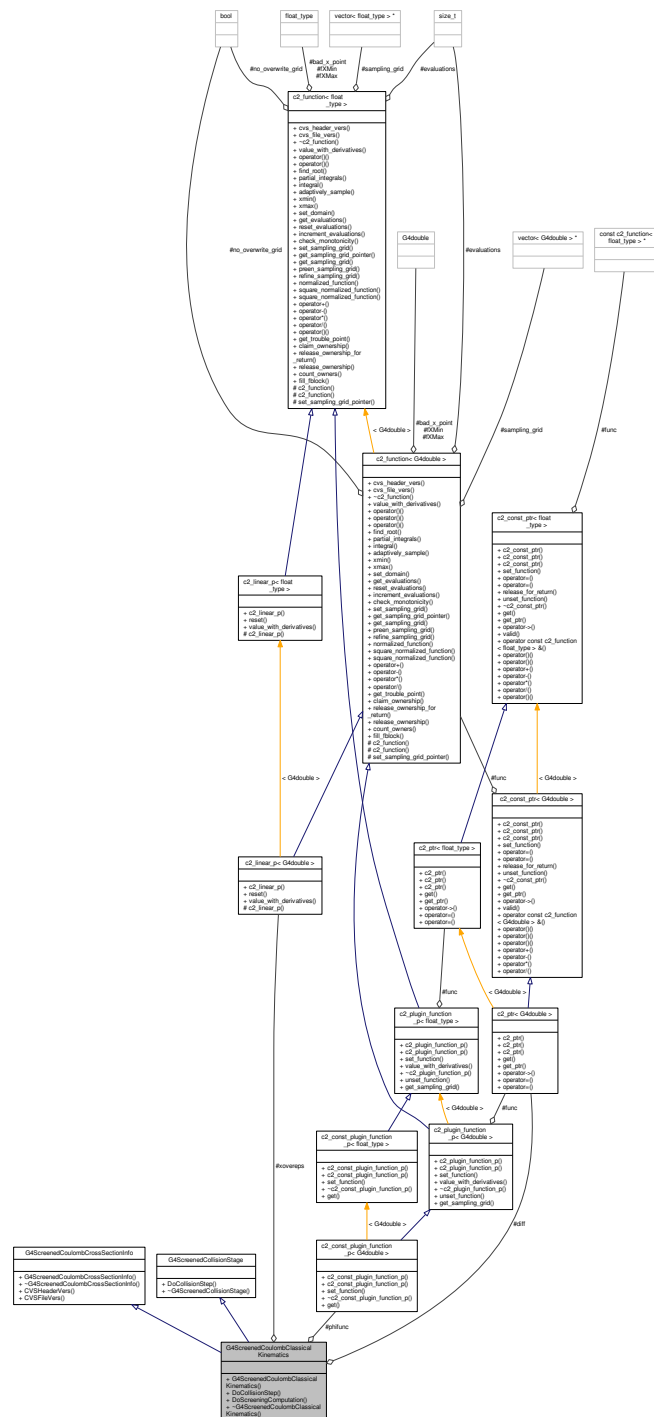 bool
float_type
vector< float_type > *
size_t
#no_overwrite_grid
#bad_x_point
#fXMin
#fXMax
#sampling_grid
#evaluations
c2_function< float
_type >
+ cvs_header_vers()
+ cvs_file_vers()
+ ~c2_function()
+ value_with_derivatives()
+ operator()()
+ operator()()
+ find_root()
+ partial_integrals()
+ integral()
+ adaptively_sample()
+ xmin()
+ xmax()
+ set_domain()
+ get_evaluations()
+ reset_evaluations()
+ increment_evaluations()
+ check_monotonicity()
+ set_sampling_grid()
+ get_sampling_grid_pointer()
+ get_sampling_grid()
+ preen_sampling_grid()
+ refine_sampling_grid()
+ normalized_function()
+ square_normalized_function()
+ square_normalized_function()
+ operator+()
+ operator-()
+ operator*()
+ operator/()
+ operator()()
+ get_trouble_point()
+ claim_ownership()
+ release_ownership_for
_return()
+ release_ownership()
+ count_owners()
+ fill_fblock()
# c2_function()
# c2_function()
# set_sampling_grid_pointer()
G4double
vector< G4double > *
const c2_function<
float_type > *
#no_overwrite_grid
#evaluations
#bad_x_point
#fXMin
#fXMax
< G4double >
#sampling_grid
#func
c2_function< G4double >
+ cvs_header_vers()
+ cvs_file_vers()
+ ~c2_function()
+ value_with_derivatives()
+ operator()()
+ operator()()
+ operator()()
+ find_root()
+ partial_integrals()
+ integral()
+ adaptively_sample()
+ xmin()
+ xmax()
+ set_domain()
+ get_evaluations()
+ reset_evaluations()
+ increment_evaluations()
+ check_monotonicity()
+ set_sampling_grid()
+ get_sampling_grid_pointer()
+ get_sampling_grid()
+ preen_sampling_grid()
+ refine_sampling_grid()
+ normalized_function()
+ square_normalized_function()
+ square_normalized_function()
+ operator+()
+ operator-()
+ operator*()
+ operator/()
+ get_trouble_point()
+ claim_ownership()
+ release_ownership_for
_return()
+ release_ownership()
+ count_owners()
+ fill_fblock()
# c2_function()
# c2_function()
# set_sampling_grid_pointer()
c2_const_ptr< float
_type >
+ c2_const_ptr()
+ c2_const_ptr()
+ c2_const_ptr()
+ set_function()
+ operator=()
+ operator=()
+ release_for_return()
+ unset_function()
+ ~c2_const_ptr()
+ get()
+ get_ptr()
+ operator->()
+ valid()
+ operator const c2_function
< float_type > &()
+ operator()()
+ operator()()
+ operator+()
+ operator-()
+ operator*()
+ operator/()
+ operator()()
c2_linear_p< float
_type >
+ c2_linear_p()
+ reset()
+ value_with_derivatives()
# c2_linear_p()
< G4double >
#func
< G4double >
c2_const_ptr< G4double >
+ c2_const_ptr()
+ c2_const_ptr()
+ c2_const_ptr()
+ set_function()
+ operator=()
+ operator=()
+ release_for_return()
+ unset_function()
+ ~c2_const_ptr()
+ get()
+ get_ptr()
+ operator->()
+ valid()
+ operator const c2_function
< G4double > &()
+ operator()()
+ operator()()
+ operator()()
+ operator+()
+ operator-()
+ operator*()
+ operator/()
c2_linear_p< G4double >
+ c2_linear_p()
+ reset()
+ value_with_derivatives()
# c2_linear_p()
c2_ptr< float_type >
+ c2_ptr()
+ c2_ptr()
+ c2_ptr()
+ get()
+ get_ptr()
+ operator->()
+ operator=()
+ operator=()
#func
< G4double >
c2_plugin_function
_p< float_type >
+ c2_plugin_function_p()
+ c2_plugin_function_p()
+ set_function()
+ value_with_derivatives()
+ ~c2_plugin_function_p()
+ unset_function()
+ get_sampling_grid()
c2_ptr< G4double >
+ c2_ptr()
+ c2_ptr()
+ c2_ptr()
+ get()
+ get_ptr()
+ operator->()
+ operator=()
+ operator=()
< G4double >
#func
c2_const_plugin_function
_p< float_type >
+ c2_const_plugin_function_p()
+ c2_const_plugin_function_p()
+ set_function()
+ ~c2_const_plugin_function_p()
+ get()
c2_plugin_function
_p< G4double >
+ c2_plugin_function_p()
+ c2_plugin_function_p()
+ set_function()
+ value_with_derivatives()
+ ~c2_plugin_function_p()
+ unset_function()
+ get_sampling_grid()
#xovereps
< G4double >
#diff
c2_const_plugin_function
_p< G4double >
+ c2_const_plugin_function_p()
+ c2_const_plugin_function_p()
+ set_function()
+ ~c2_const_plugin_function_p()
+ get()
G4ScreenedCoulombCrossSectionInfo
+ G4ScreenedCoulombCrossSectionInfo()
+ ~G4ScreenedCoulombCrossSectionInfo()
+ CVSHeaderVers()
+ CVSFileVers()
G4ScreenedCollisionStage
+ DoCollisionStep()
+ ~G4ScreenedCollisionStage()
#phifunc
G4ScreenedCoulombClassical
Kinematics
+ G4ScreenedCoulombClassical
Kinematics()
+ DoCollisionStep()
+ DoScreeningComputation()
+ ~G4ScreenedCoulombClassical
Kinematics()